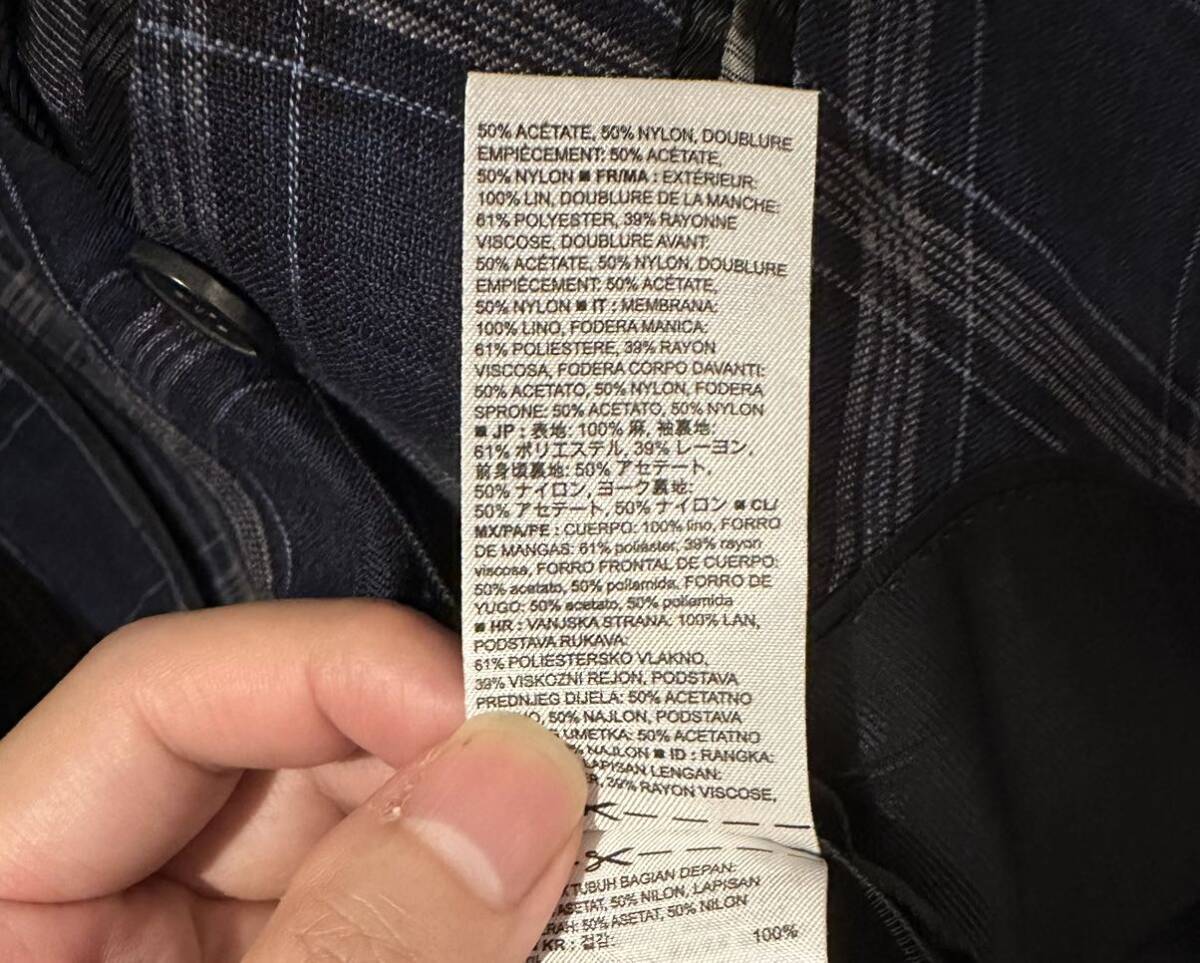 50% ACÉTATE, 50% NYLON, DOUBLURE
EMPIÈCEMENT: 50% ACÉTATE,
50% NYLON ■ FR/MA : EXTÉRIEUR:
100% LIN, DOUBLURE DE LA MANCHE:
61% POLYESTER, 39% RAYONNE
VISCOSE, DOUBLURE AVANT:
50% ACÉTATE, 50% NYLON, DOUBLURE
EMPIÈCEMENT: 50% ACÉTATE,
50% NYLON ■ IT : MEMBRANA:
100% LINO, FODERA MANICA:
61% POLIESTERE, 39% RAYON
VISCOSA, FODERA CORPO DAVANTI:
50% ACETATO, 50% NYLON, FODERA
SPRONE: 50% ACETATO, 50% NYLON
■ JP : 表地: 100% 麻, 袖裏地:
61% ポリエステル, 39% レーヨン,
前身頃裏地: 50% アセテート,
50% ナイロン, ヨーク裏地:
50% アセテート, 50% ナイロン ■ CL/
MX/PA/PE : CUERPO: 100% lino, FORRO
DE MANGAS: 61% poliéster, 39% rayon
viscosa, FORRO FRONTAL DE CUERPO:
50% acetato, 50% poliamida, FORRO DE
YUGO: 50% acetato, 50% poliamida
■ HR : VANJSKA STRANA: 100% LAN,
PODSTAVA RUKAVA:
61% POLIESTERSKO VLAKNO,
39% VISKOZNI REJON, PODSTAVA
PREDNJEG DIJELA: 50% ACETATNO
50% NAJLON, PODSTAVA
UMETKA: 50% ACETATNO
NAJLON ■ ID : RANGKA:
LAPISAN LENGAN:
39% RAYON VISCOSE,
TUBUH BAGIAN DEPAN:
ASETAT, 50% NILON, LAPISAN
50% ASETAT, 50% NILON
KR : 겉감: 100%